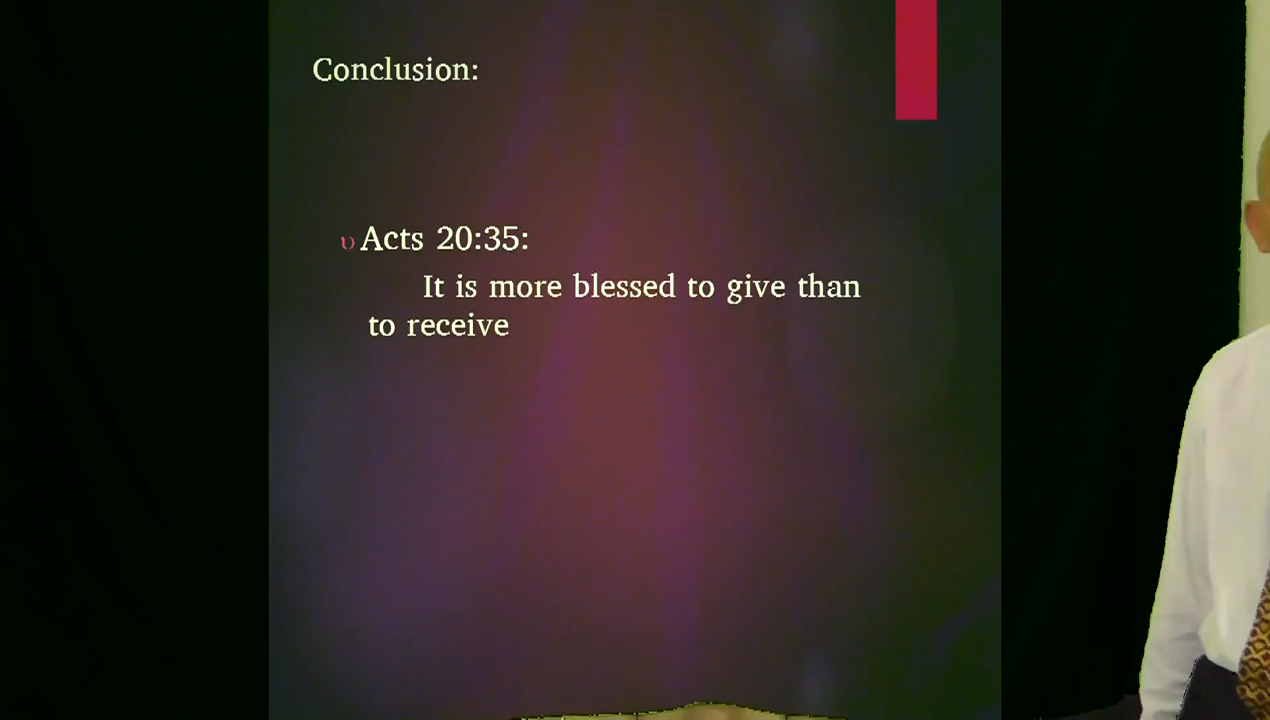 Conclusion:
υ Acts 20:35:
It is more blessed to give than
to receive